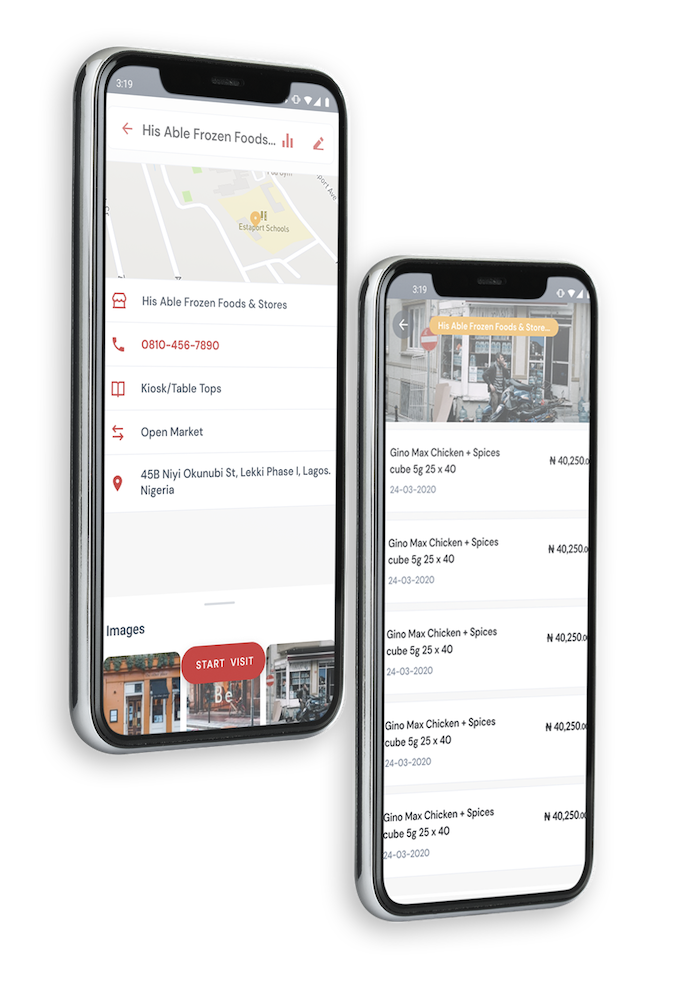 3:19
His Able Frozen Foods...
Estaport Schools
His Able Frozen Foods & Stores
0810-456-7890
Kiosk/Table Tops
Open Market
45B Niyi Okunubi St, Lekki Phase I, Lagos.
Nigeria
Images
START VISIT
Be
3:19
His Able Frozen Foods & Store...
Gino Max Chicken + Spices
cube 5g 25 x 40
₦ 40,250.00
24-03-2020
Gino Max Chicken + Spices
cube 5g 25 x 40
₦ 40,250.00
24-03-2020
Gino Max Chicken + Spices
cube 5g 25 x 40
₦ 40,250.00
24-03-2020
Gino Max Chicken + Spices
cube 5g 25 x 40
₦ 40,250.00
24-03-2020
Gino Max Chicken + Spices
cube 5g 25 x 40
₦ 40,250.00
24-03-2020